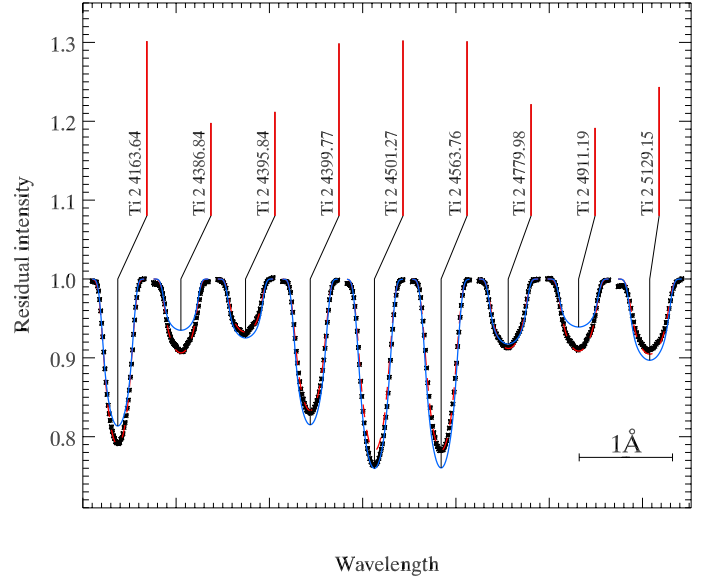 1.3
1.2
1.1
1.0
0.9
0.8
Residual intensity
Ti 2 4163.64
Ti 2 4386.84
Ti 2 4395.84
Ti 2 4399.77
Ti 2 4501.27
Ti 2 4563.76
Ti 2 4779.98
Ti 2 4911.19
Ti 2 5129.15
1Å
Wavelength